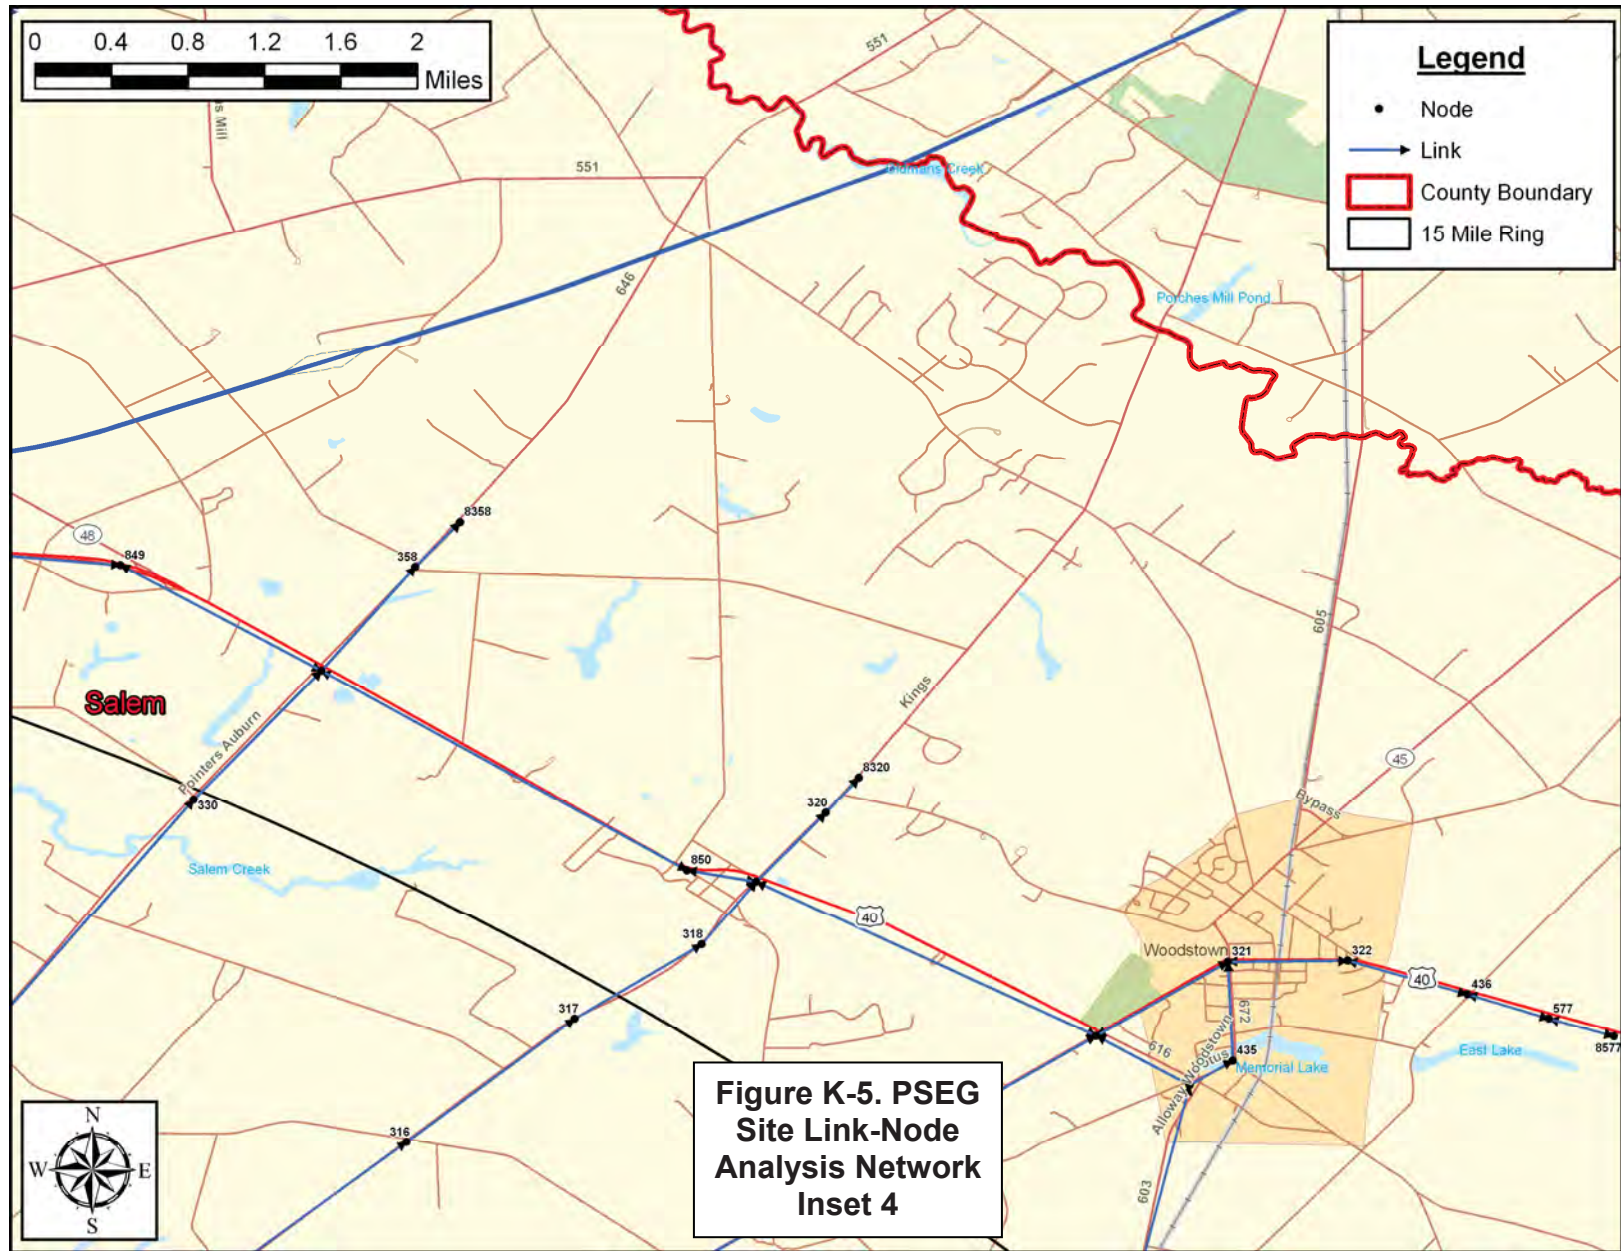 0 0.4 0.8 1.2 1.6 2
Miles
Legend
Node
Link
County Boundary
15 Mile Ring
551
551
Oldmans Creek
646
Porches Mill Pond
8358
48
849
358
605
Salem
Kings
Pointers Auburn
45
330
8320
320
Bypass
Salem Creek
850
40
318
Woodstown
321
322
40
436
317
672
577
616
Alloway Woodstown
435
East Lake
8577
Memorial Lake
316
603
Figure K-5. PSEG
Site Link-Node
Analysis Network
Inset 4
N
W E
S